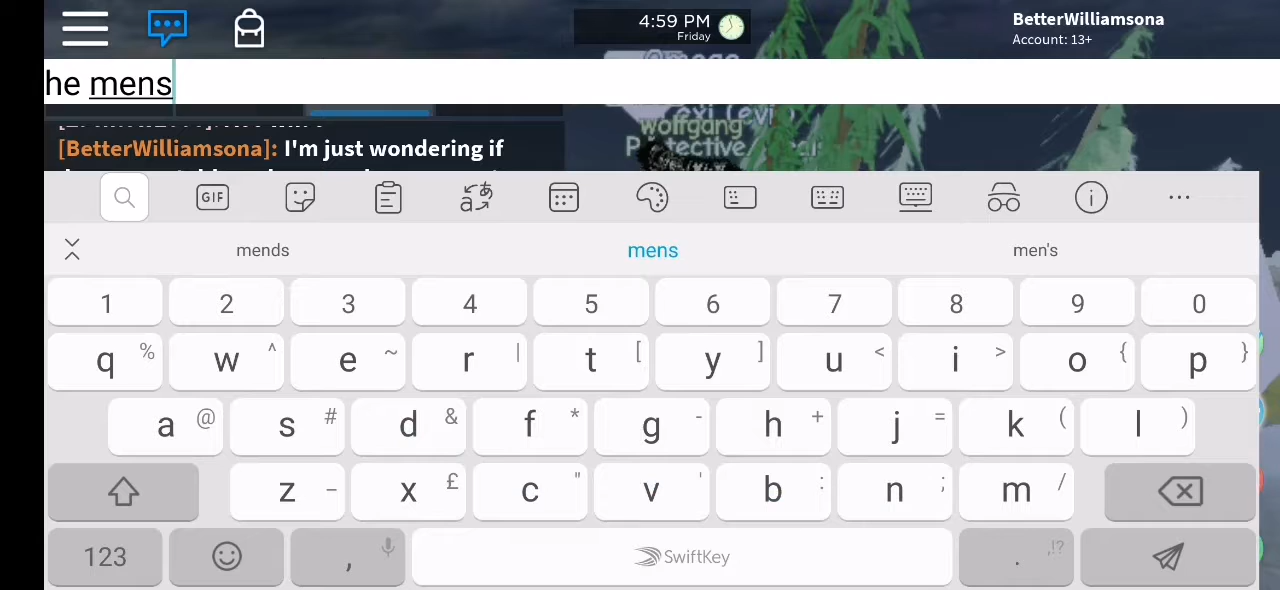 4:59 PM
Friday
BetterWilliamsona
Account: 13+
he mens
wolfgang
[BetterWilliamsona]: I'm just wondering if
GIF
mends mens men's
1 2 3 4 5 6 7 8 9 0
q % w ^ e ~ r | t [ y ] u < i > o { p }
a @ s # d & f * g - h + j = k ( l )
z _ x £ c " v ' b : n ; m /
123 , SwiftKey . ,!?